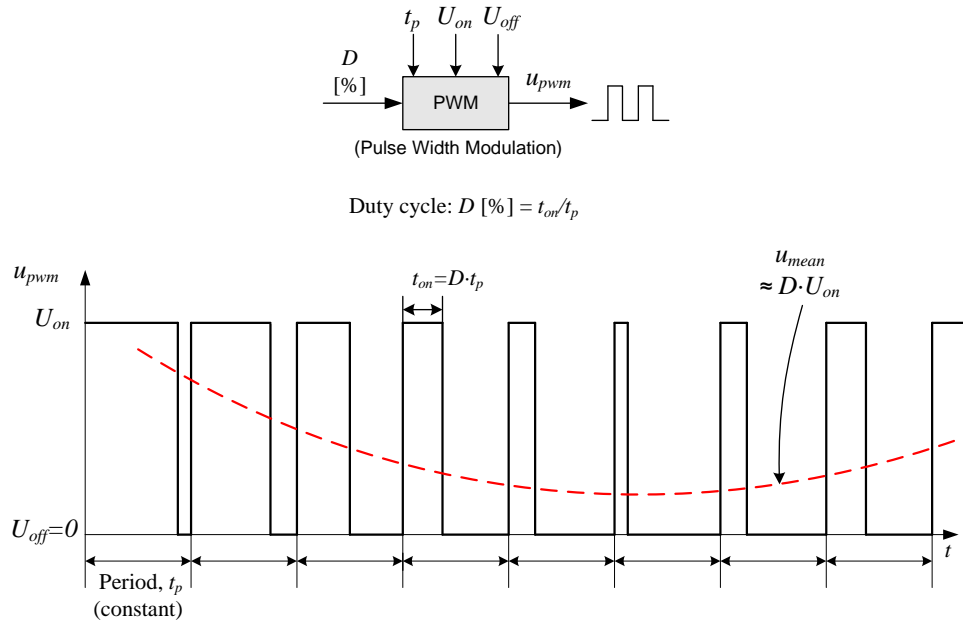 t_p U_on U_off
D
[%]
PWM
u_pwm
(Pulse Width Modulation)
Duty cycle: D [%] = t_on/t_p
u_pwm
t_on=D·t_p
u_mean
≈ D·U_on
U_on
U_off=0
t
Period, t_p
(constant)